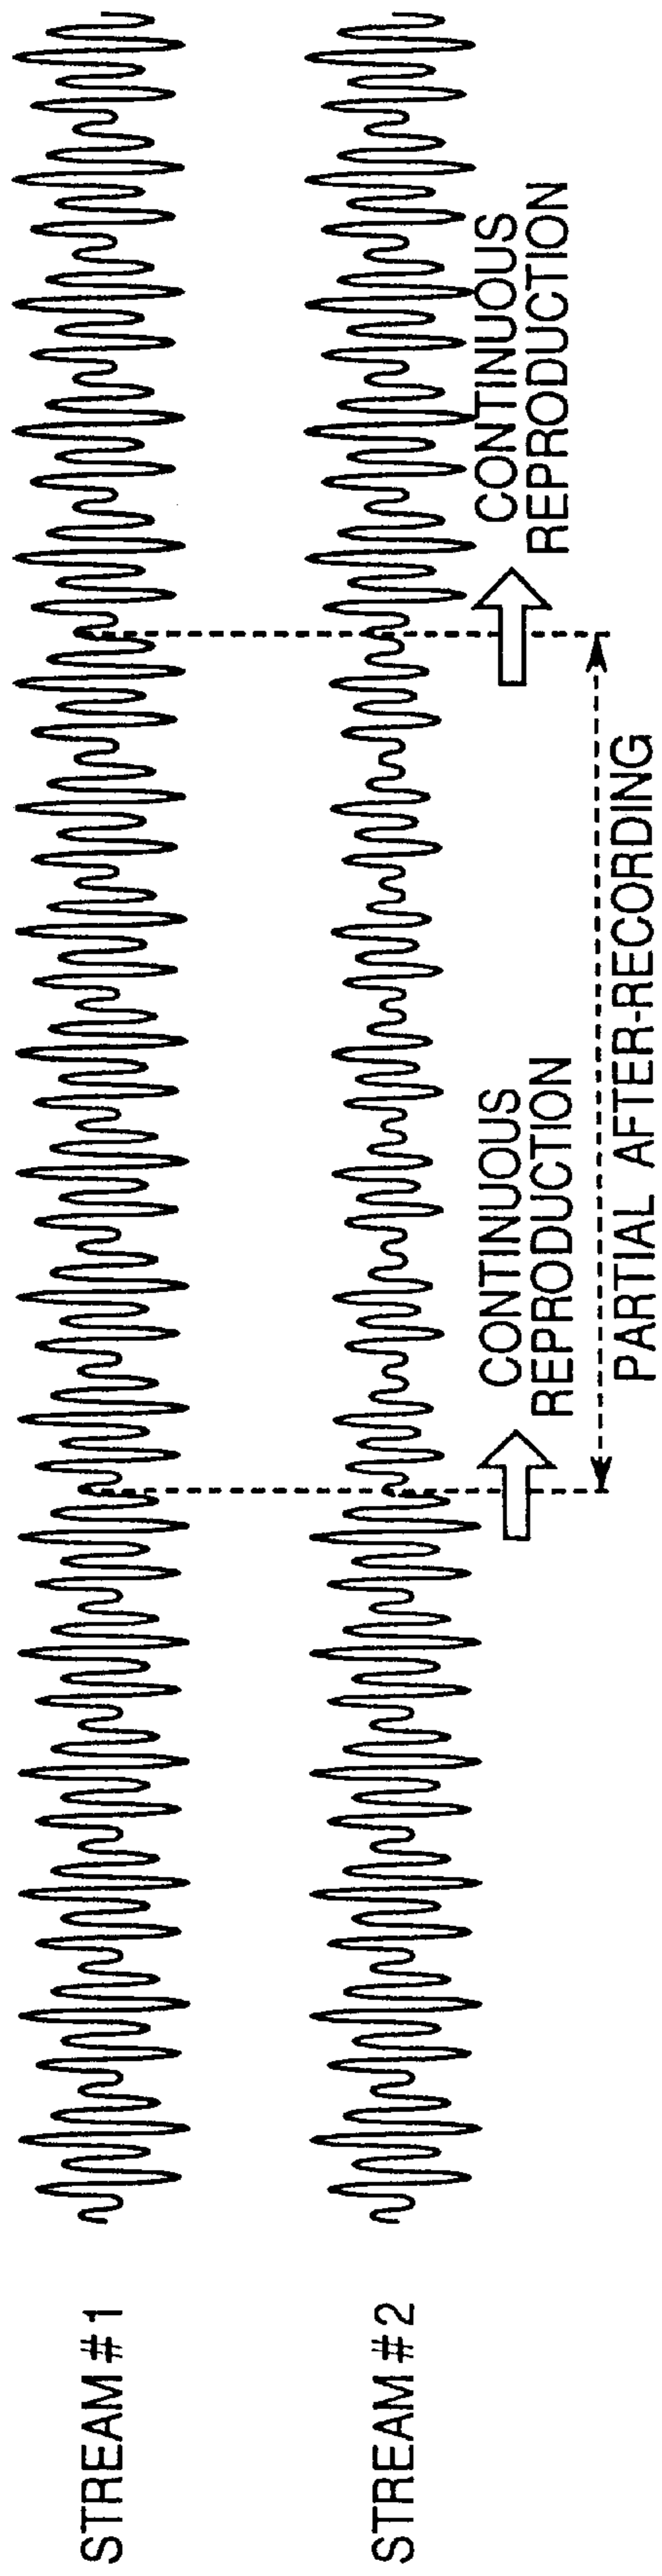 STREAM #1
STREAM #2
CONTINUOUS
REPRODUCTION
CONTINUOUS
REPRODUCTION
PARTIAL AFTER-RECORDING